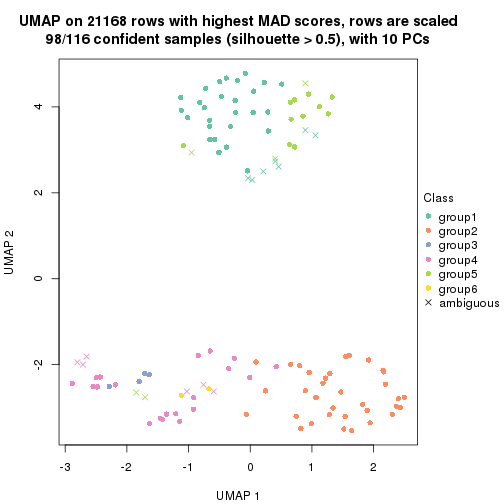 UMAP on 21168 rows with highest MAD scores, rows are scaled
98/116 confident samples (silhouette > 0.5), with 10 PCs
4
2
0
-2
UMAP 2
-3
-2
-1
0
1
2
UMAP 1
Class
group1
group2
group3
group4
group5
group6
ambiguous